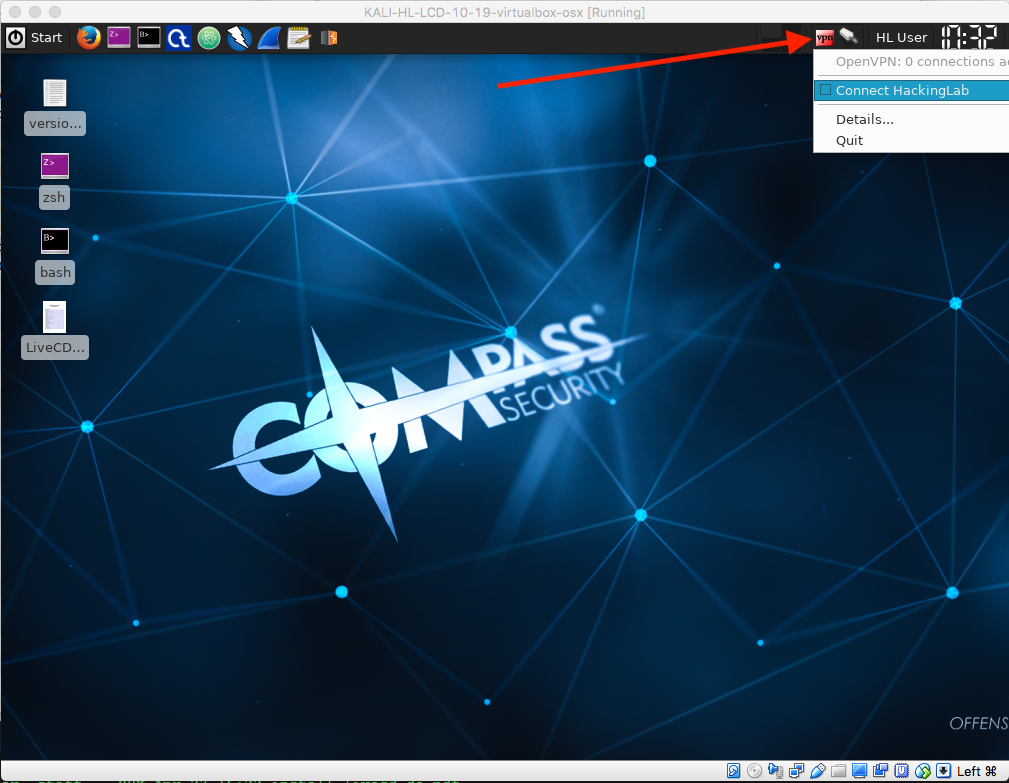 KALI-HL-LCD-10-19-virtualbox-osx [Running]
Start
Z>
B>
vpn
HL User
OpenVPN: 0 connections a
Connect HackingLab
Details...
Quit
versio...
Z>
zsh
B>
bash
LiveCD...
COMPASS
SECURITY
OFFENS
Left ⌘